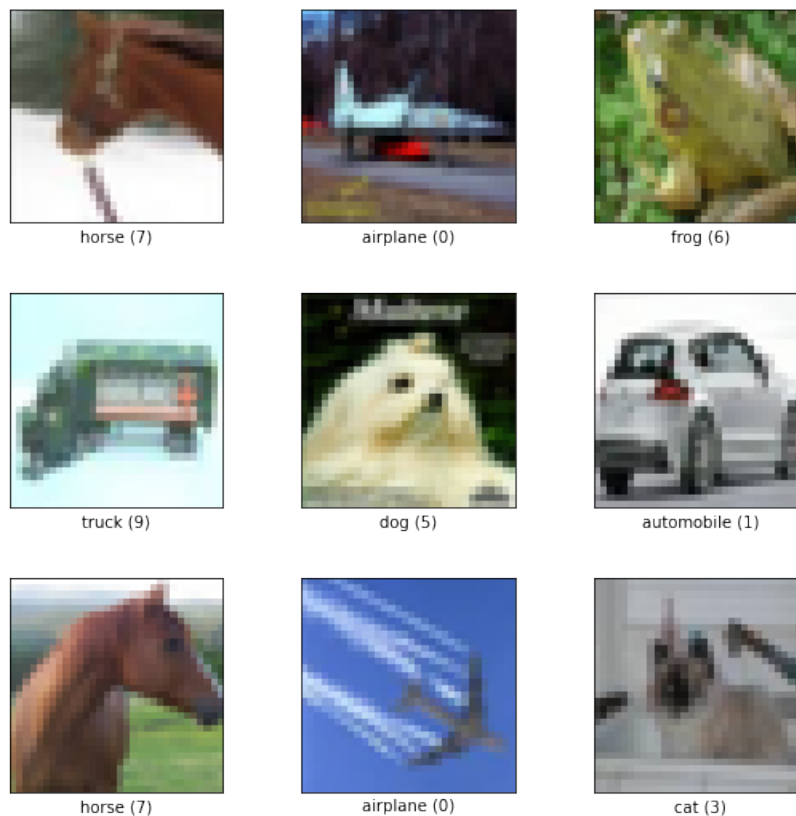 horse (7)
airplane (0)
frog (6)
truck (9)
dog (5)
automobile (1)
horse (7)
airplane (0)
cat (3)